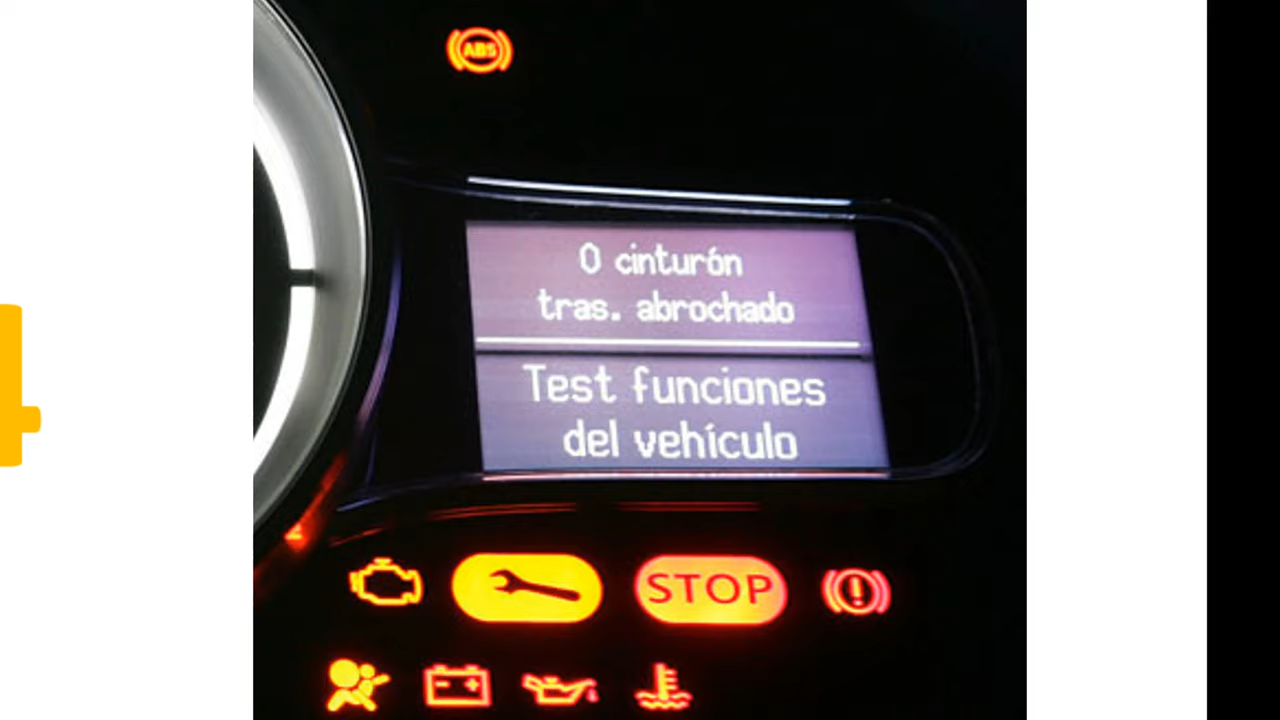 ABS
0 cinturón
tras. abrochado
Test funciones
del vehículo
STOP